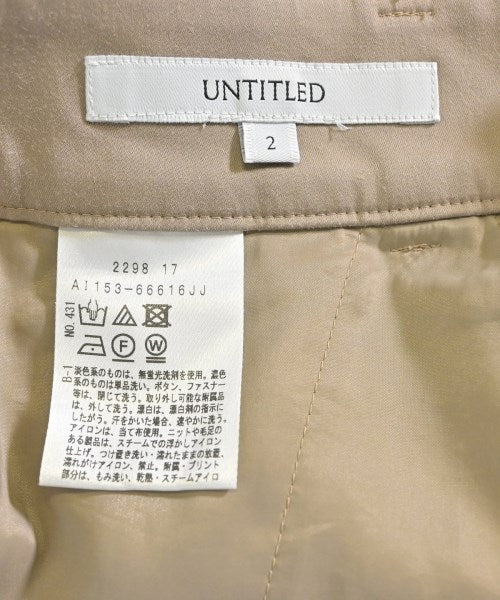 UNTITLED
2
2298 17
AI153-66616JJ
NO.431
B-1
淡色系のものは、無蛍光洗剤を使用。濃色
系のものは単品洗い。ボタン、ファスナー
等は、閉じて洗う。取り外し可能な附属品
は、外して洗う。漂白は、漂白剤の指示に
したがう。汗をかいた場合、速やかに洗う。
アイロンは、当て布使用。ニットや毛足の
ある製品は、スチームでの浮かしアイロン
仕上げ。つけ置き洗い・濡れたままの放置、
濡れがけアイロン、禁止。附属・プリント
部分は、もみ洗い、乾燥・スチームアイロ
F
W